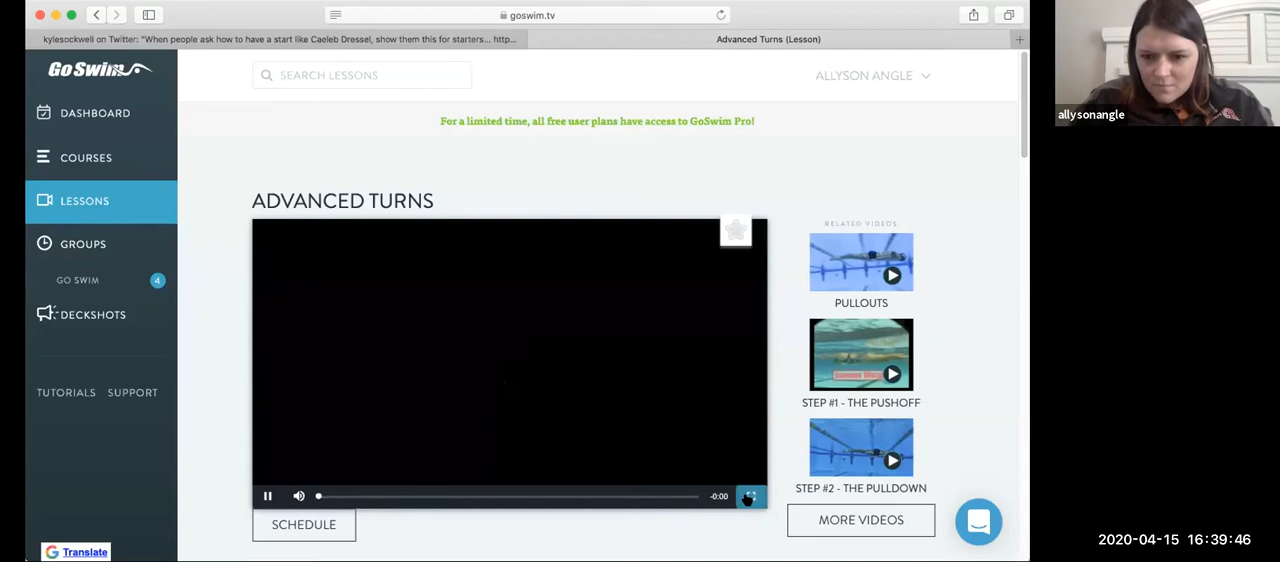 goswim.tv
kylesockwell on Twitter: "When people ask how to have a start like Caeleb Dressel, show them this for starters... http...
Advanced Turns (Lesson)
Go Swim
SEARCH LESSONS
ALLYSON ANGLE
DASHBOARD
COURSES
LESSONS
GROUPS
GO SWIM
4
DECKSHOTS
TUTORIALS
SUPPORT
Translate
For a limited time, all free user plans have access to GoSwim Pro!
ADVANCED TURNS
-0:00
SCHEDULE
RELATED VIDEOS
PULLOUTS
STEP #1 - THE PUSHOFF
STEP #2 - THE PULLDOWN
MORE VIDEOS
allysonangle
2020-04-15 16:39:46